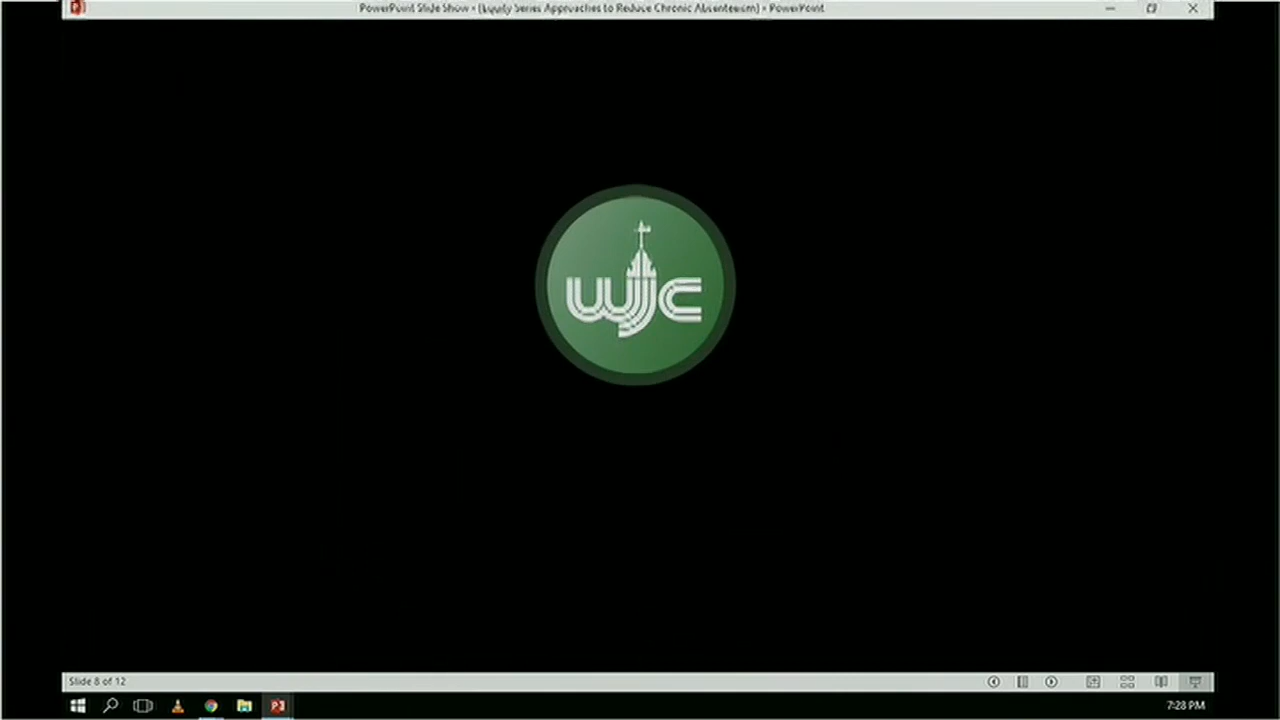 PowerPoint Slide Show - [Equity Series Approaches to Reduce Chronic Absenteeism] - PowerPoint
wjc
Slide 8 of 12
7:28 PM